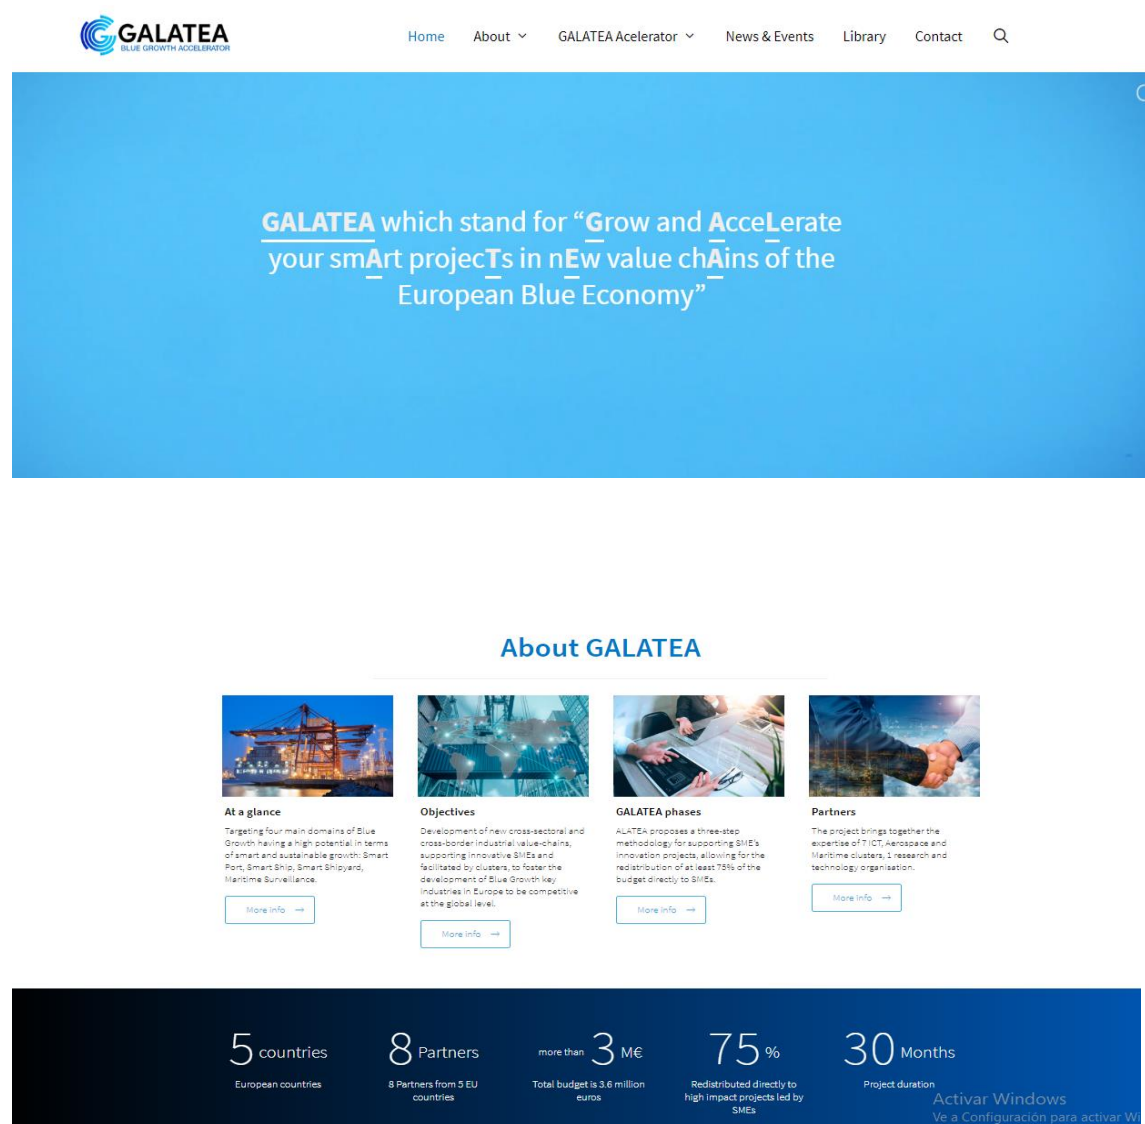 GALATEA
BLUE GROWTH ACCELERATOR
Home About GALATEA Acelerator News & Events Library Contact
GALATEA which stand for “Grow and AcceLerate
your smArt projecTs in nEw value chAins of the
European Blue Economy”
About GALATEA
At a glance
Targeting four main domains of Blue
Growth having a high potential in terms
of smart and sustainable growth: Smart
Port, Smart Ship, Smart Shipyard,
Maritime Surveillance.
More info →
Objectives
Development of new cross-sectoral and
cross-border industrial value-chains,
supporting innovative SMEs and
facilitated by clusters, to foster the
development of Blue Growth key
industries in Europe to be competitive
at the global level.
More info →
GALATEA phases
ALATEA proposes a three-step
methodology for supporting SME's
innovation projects, allowing for the
redistribution of at least 75% of the
budget directly to SMEs.
More info →
Partners
The project brings together the
expertise of 7 ICT, Aerospace and
Maritime clusters, 1 research and
technology organisation.
More info →
5 countries
European countries
8 Partners
8 Partners from 5 EU
countries
more than 3 M€
Total budget is 3.6 million
euros
75 %
Redistributed directly to
high impact projects led by
SMEs
30 Months
Project duration
Activar Windows
Ve a Configuración para activar Wi